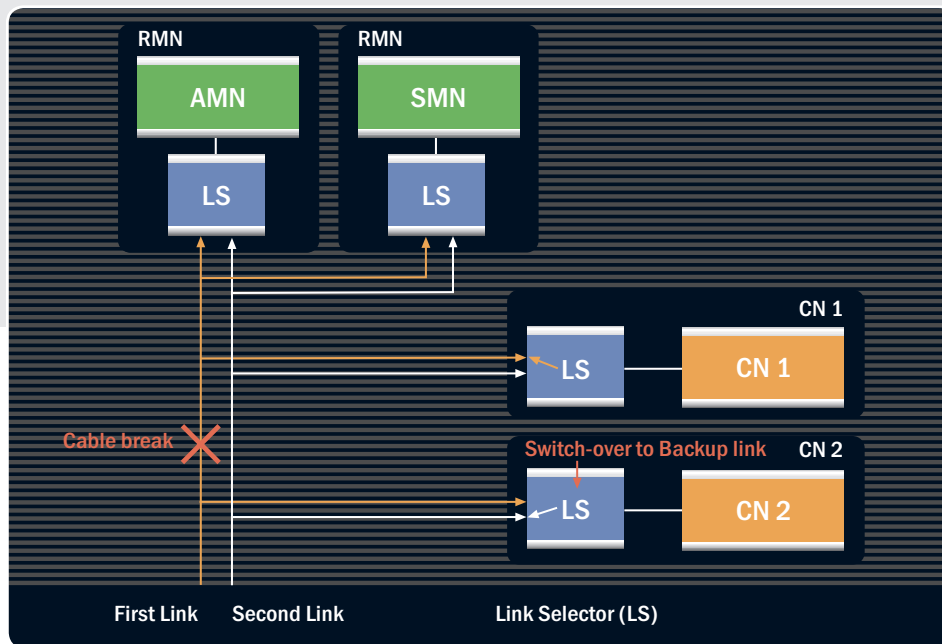 RMN
AMN
LS
RMN
SMN
LS
CN 1
LS
CN 1
Cable break
CN 2
Switch-over to Backup link
LS
CN 2
First Link
Second Link
Link Selector (LS)